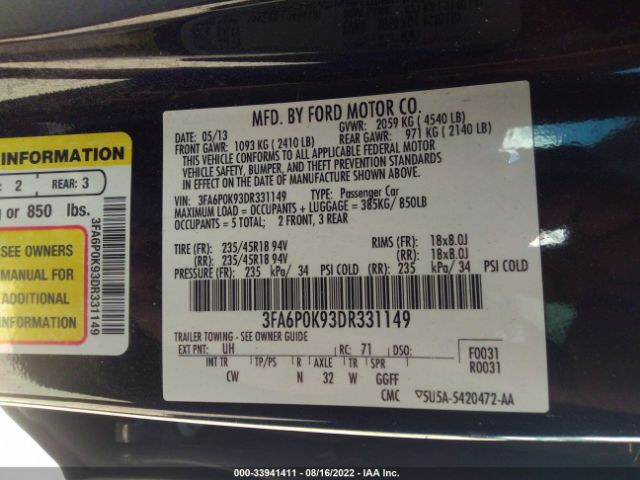 MFD. BY FORD MOTOR CO.
DATE: 05/13
GVWR: 2059 KG ( 4540 LB)
FRONT GAWR: 1093 KG ( 2410 LB)
REAR GAWR: 971 KG ( 2140 LB)
THIS VEHICLE CONFORMS TO ALL APPLICABLE FEDERAL MOTOR
VEHICLE SAFETY, BUMPER, AND THEFT PREVENTION STANDARDS
IN EFFECT ON THE DATE OF MANUFACTURE SHOWN ABOVE.
VIN: 3FA6P0K93DR331149 TYPE: Passenger Car
MAXIMUM LOAD = OCCUPANTS + LUGGAGE = 385KG/850LB
OCCUPANTS = 5 TOTAL; 2 FRONT, 3 REAR
TIRE (FR): 235/45R18 94V RIMS (FR): 18x8.0J
(RR): 235/45R18 94V (RR): 18x8.0J
PRESSURE (FR): 235 kPa/ 34 PSI COLD (RR): 235 kPa/ 34 PSI COLD
3FA6P0K93DR331149
TRAILER TOWING - SEE OWNER GUIDE
EXT PNT: UH RC: 71 DSO:
F0031
R0031
INT TR TP/PS R AXLE TR SPR
CW N 32 W GGFF
CMC ▼5U5A-5420472-AA
INFORMATION
2 REAR: 3
or 850 lbs.
SEE OWNERS
MANUAL FOR
ADDITIONAL
INFORMATION
3FA6P0K93DR331149
000-33941411 - 08/16/2022 - IAA Inc.